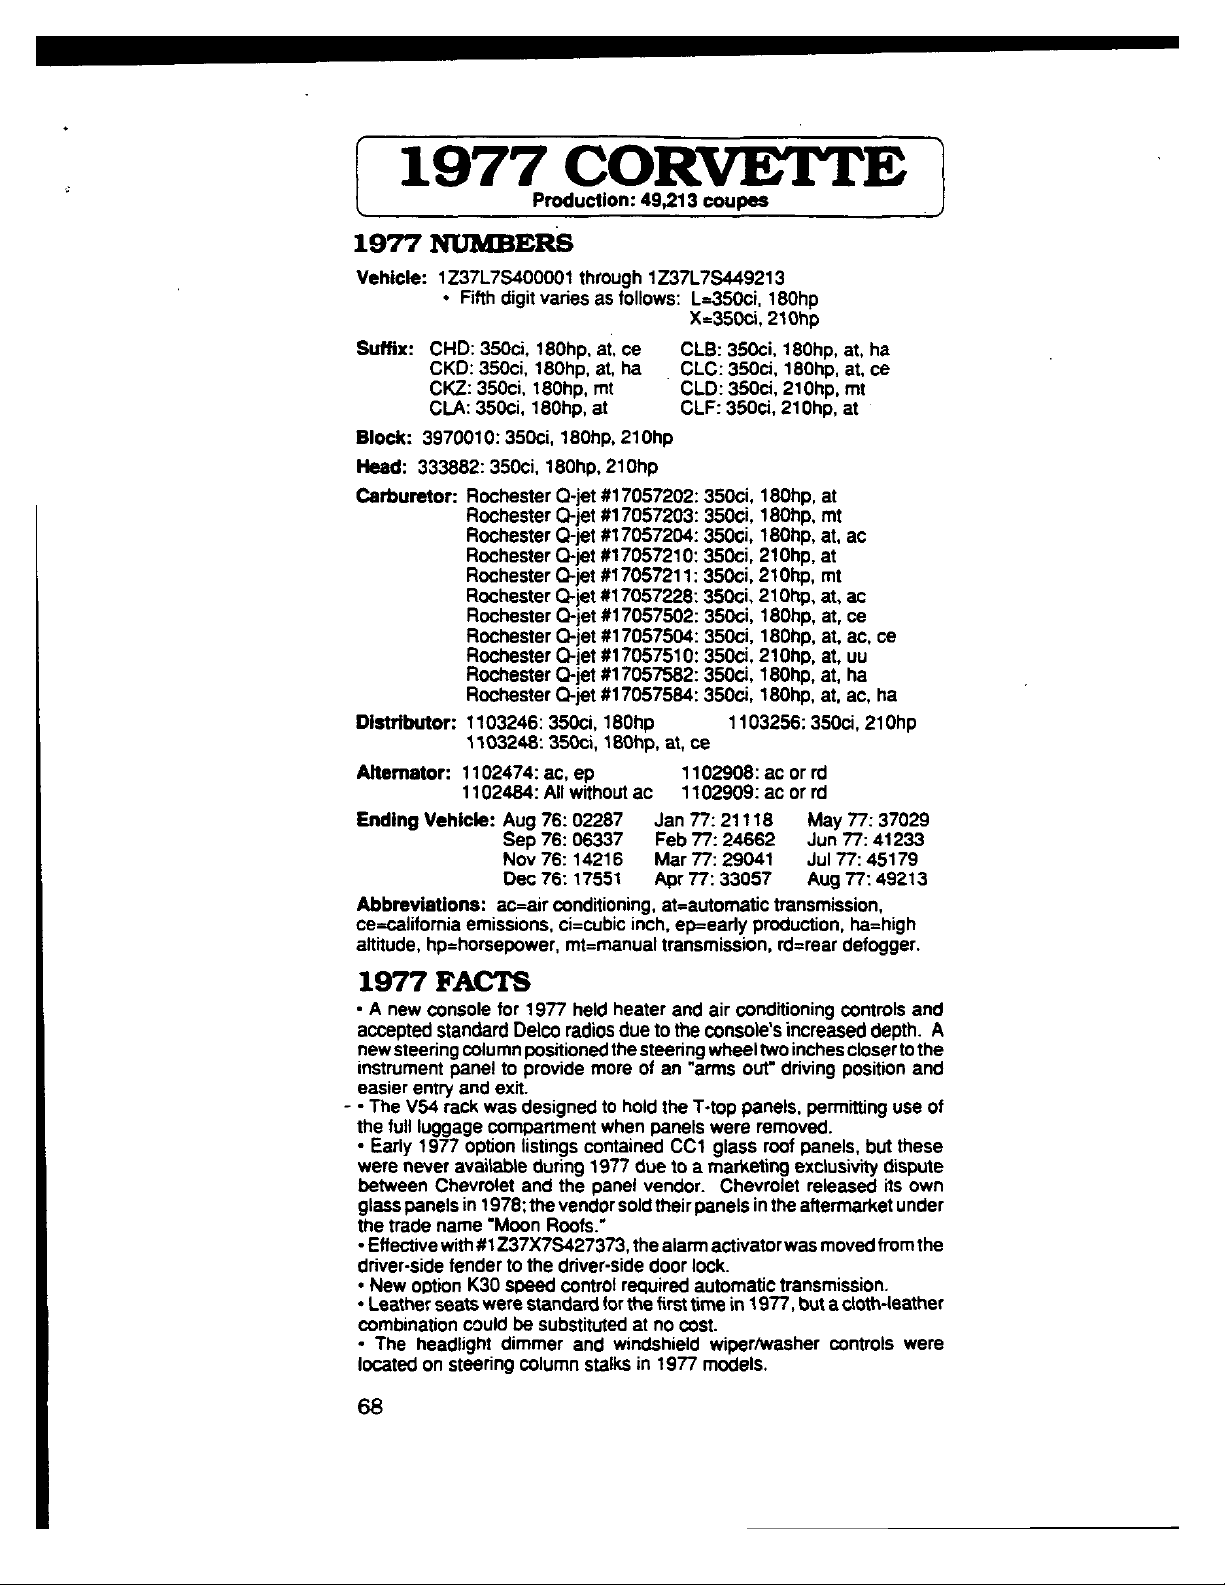 1977 CORVETTE
Production: 49,213 coupes
1977 NUMBERS
Vehicle: 1Z37L7S400001 through 1Z37L7S449213
• Fifth digit varies as follows: L=350ci, 180hp
X=350ci, 210hp
Suffix: CHD: 350ci, 180hp, at, ce CLB: 350ci, 180hp, at, ha
CKD: 350ci, 180hp, at, ha CLC: 350ci, 180hp, at, ce
CKZ: 350ci, 180hp, mt CLD: 350ci, 210hp, mt
CLA: 350ci, 180hp, at CLF: 350ci, 210hp, at
Block: 3970010: 350ci, 180hp, 210hp
Head: 333882: 350ci, 180hp, 210hp
Carburetor: Rochester Q-jet #17057202: 350ci, 180hp, at
Rochester Q-jet #17057203: 350ci, 180hp, mt
Rochester Q-jet #17057204: 350ci, 180hp, at, ac
Rochester Q-jet #17057210: 350ci, 210hp, at
Rochester Q-jet #17057211: 350ci, 210hp, mt
Rochester Q-jet #17057228: 350ci, 210hp, at, ac
Rochester Q-jet #17057502: 350ci, 180hp, at, ce
Rochester Q-jet #17057504: 350ci, 180hp, at, ac, ce
Rochester Q-jet #17057510: 350ci, 210hp, at, uu
Rochester Q-jet #17057582: 350ci, 180hp, at, ha
Rochester Q-jet #17057584: 350ci, 180hp, at, ac, ha
Distributor: 1103246: 350ci, 180hp 1103256: 350ci, 210hp
1103248: 350ci, 180hp, at, ce
Alternator: 1102474: ac, ep 1102908: ac or rd
1102484: All without ac 1102909: ac or rd
Ending Vehicle: Aug 76: 02287 Jan 77: 21118 May 77: 37029
Sep 76: 06337 Feb 77: 24662 Jun 77: 41233
Nov 76: 14216 Mar 77: 29041 Jul 77: 45179
Dec 76: 17551 Apr 77: 33057 Aug 77: 49213
Abbreviations: ac=air conditioning, at=automatic transmission,
ce=california emissions, ci=cubic inch, ep=early production, ha=high
altitude, hp=horsepower, mt=manual transmission, rd=rear defogger.
1977 FACTS
• A new console for 1977 held heater and air conditioning controls and
accepted standard Delco radios due to the console's increased depth. A
new steering column positioned the steering wheel two inches closer to the
instrument panel to provide more of an "arms out" driving position and
easier entry and exit.
- • The V54 rack was designed to hold the T-top panels, permitting use of
the full luggage compartment when panels were removed.
• Early 1977 option listings contained CC1 glass roof panels, but these
were never available during 1977 due to a marketing exclusivity dispute
between Chevrolet and the panel vendor. Chevrolet released its own
glass panels in 1978; the vendor sold their panels in the aftermarket under
the trade name "Moon Roofs."
• Effective with #1Z37X7S427373, the alarm activator was moved from the
driver-side fender to the driver-side door lock.
• New option K30 speed control required automatic transmission.
• Leather seats were standard for the first time in 1977, but a cloth-leather
combination could be substituted at no cost.
• The headlight dimmer and windshield wiper/washer controls were
located on steering column stalks in 1977 models.
68